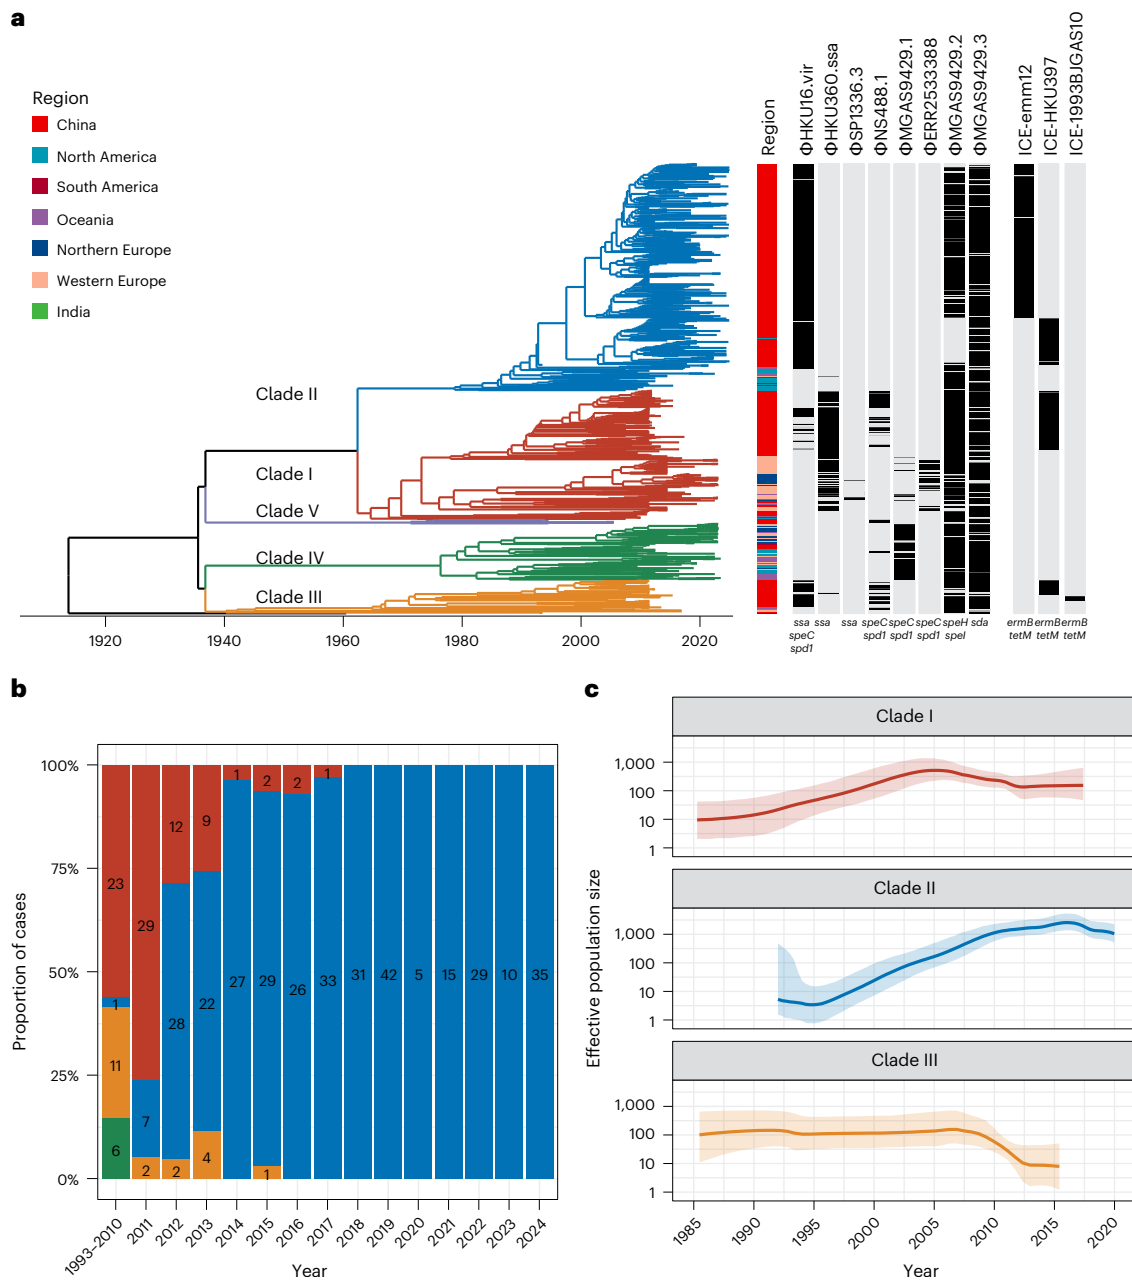 a
Region
China
North America
South America
Oceania
Northern Europe
Western Europe
India
Region
ΦHKU16.vir
ΦHKU360.ssa
ΦSP1336.3
ΦNS488.1
ΦMGAS9429.1
ΦERR2533388
ΦMGAS9429.2
ΦMGAS9429.3
ICE-emm12
ICE-HKU397
ICE-1993BJGAS10
Clade II
Clade I
Clade V
Clade IV
Clade III
1920 1940 1960 1980 2000 2020
ssa ssa ssa speC speC speC speH sda ermB ermB ermB
speC spd1 spd1 spd1 speI tetM tetM tetM
spd1
b
Proportion of cases
100%
75%
50%
25%
0%
23 1 11 6
29 7 2
12 28 2
9 22 4
1 27
2 29 1
2 26
1 33
31
42
5
15
29
10
35
1993–2010 2011 2012 2013 2014 2015 2016 2017 2018 2019 2020 2021 2022 2023 2024
Year
c
Effective population size
Clade I
1,000
100
10
1
Clade II
1,000
100
10
1
Clade III
1,000
100
10
1
1985 1990 1995 2000 2005 2010 2015 2020
Year